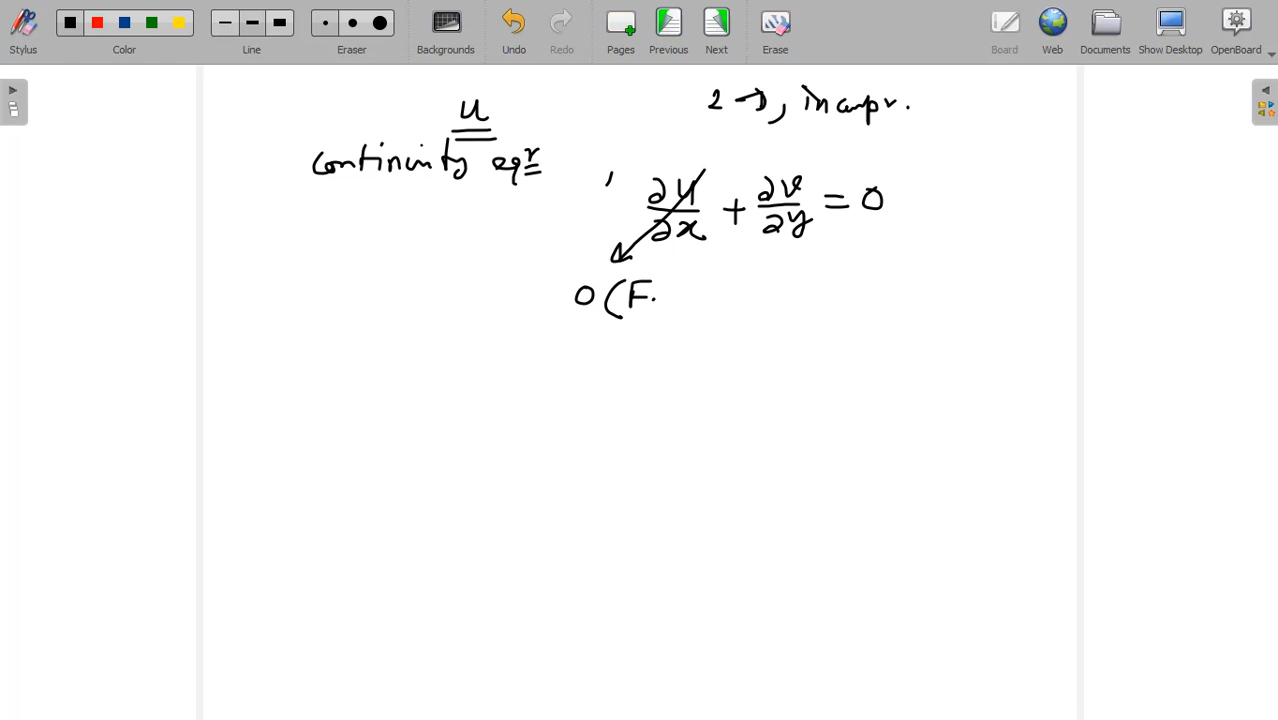 Stylus Color Line Eraser Backgrounds Undo Redo Pages Previous Next Erase Board Web Documents Show Desktop OpenBoard
u
2 → D, incompr.
continuity eqn
, ∂u/∂x + ∂v/∂y = 0
0 (F.